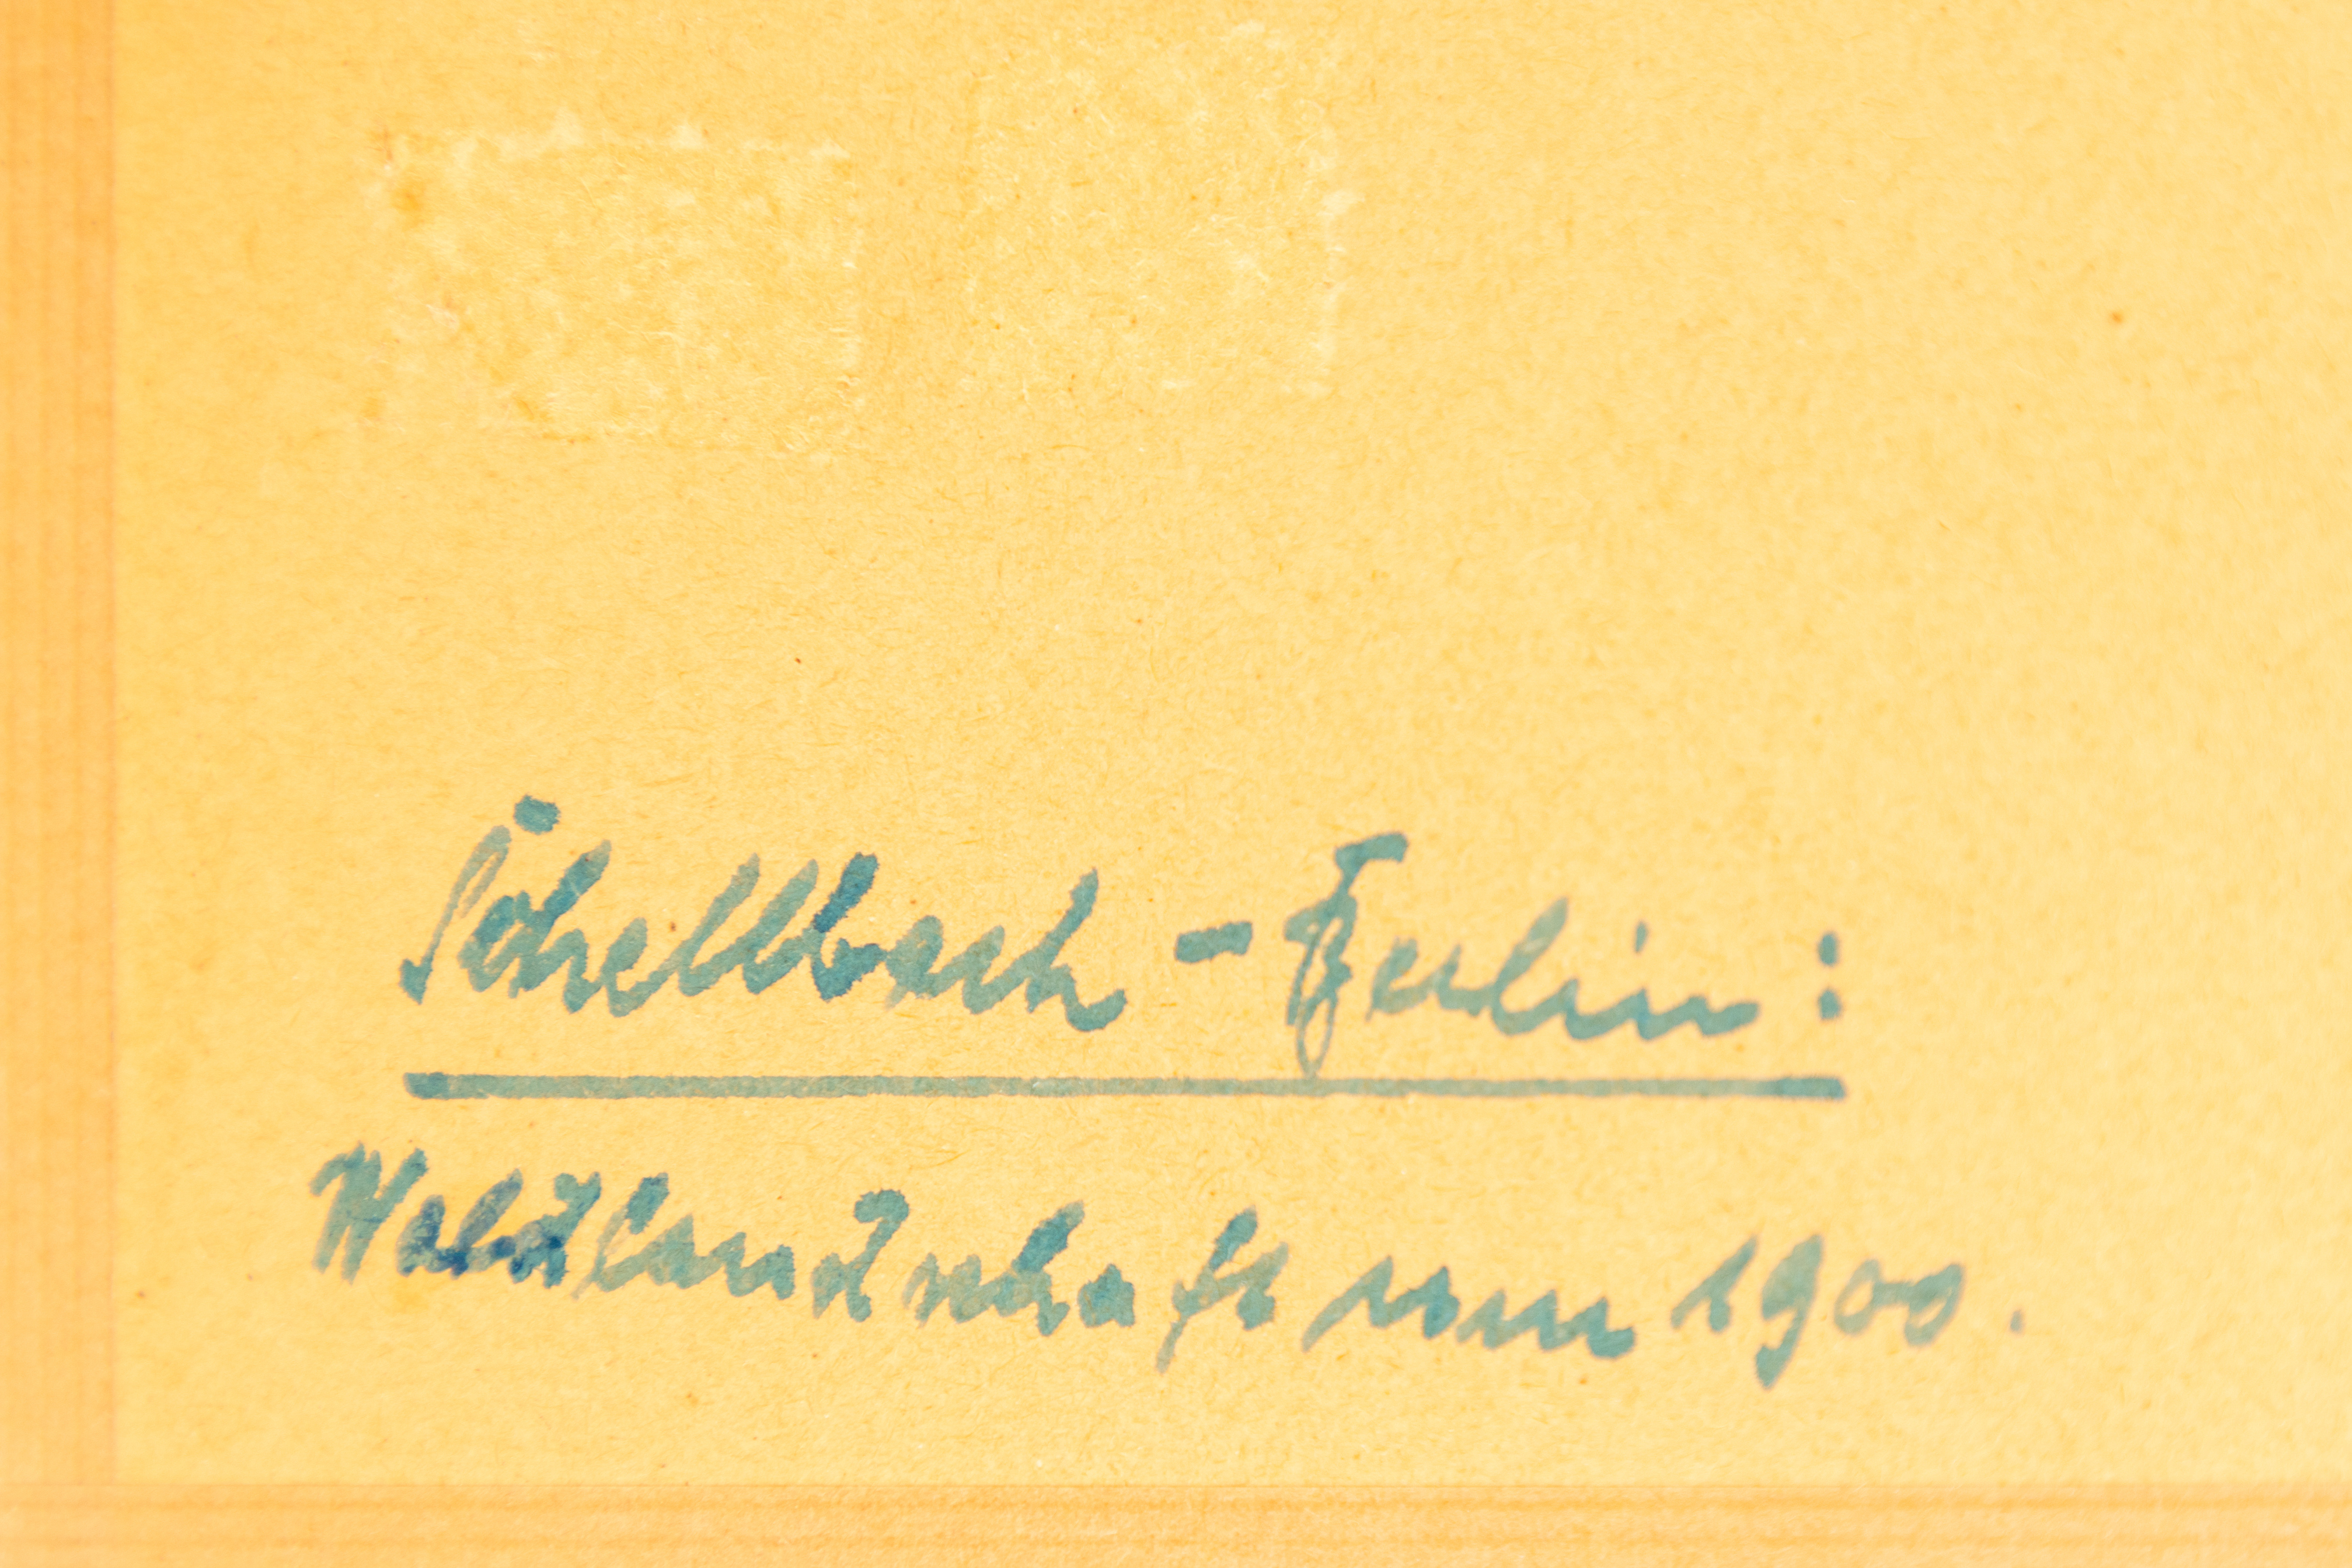 Schellbach - Berlin:
Waldlandschaft um 1900.